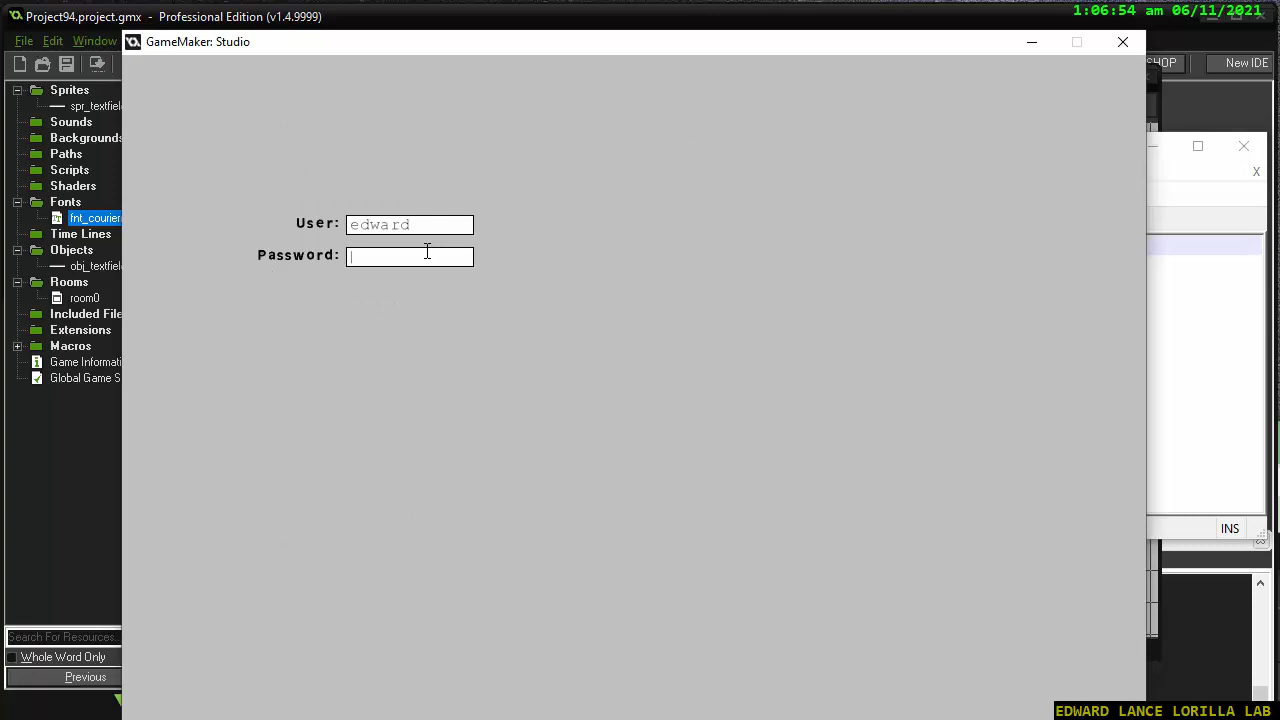 Project94.project.gmx - Professional Edition (v1.4.9999)
1:06:54 am 06/11/2021
File Edit Window
GameMaker: Studio
SHOP
New IDE
Sprites
spr_textfiel
Sounds
Backgrounds
Paths
Scripts
Shaders
Fonts
fnt_courier
Time Lines
Objects
obj_textfiel
Rooms
room0
Included File
Extensions
Macros
Game Informati
Global Game S
User: edward
Password:
X
INS
Search For Resources..
Whole Word Only
Previous
EDWARD LANCE LORILLA LAB